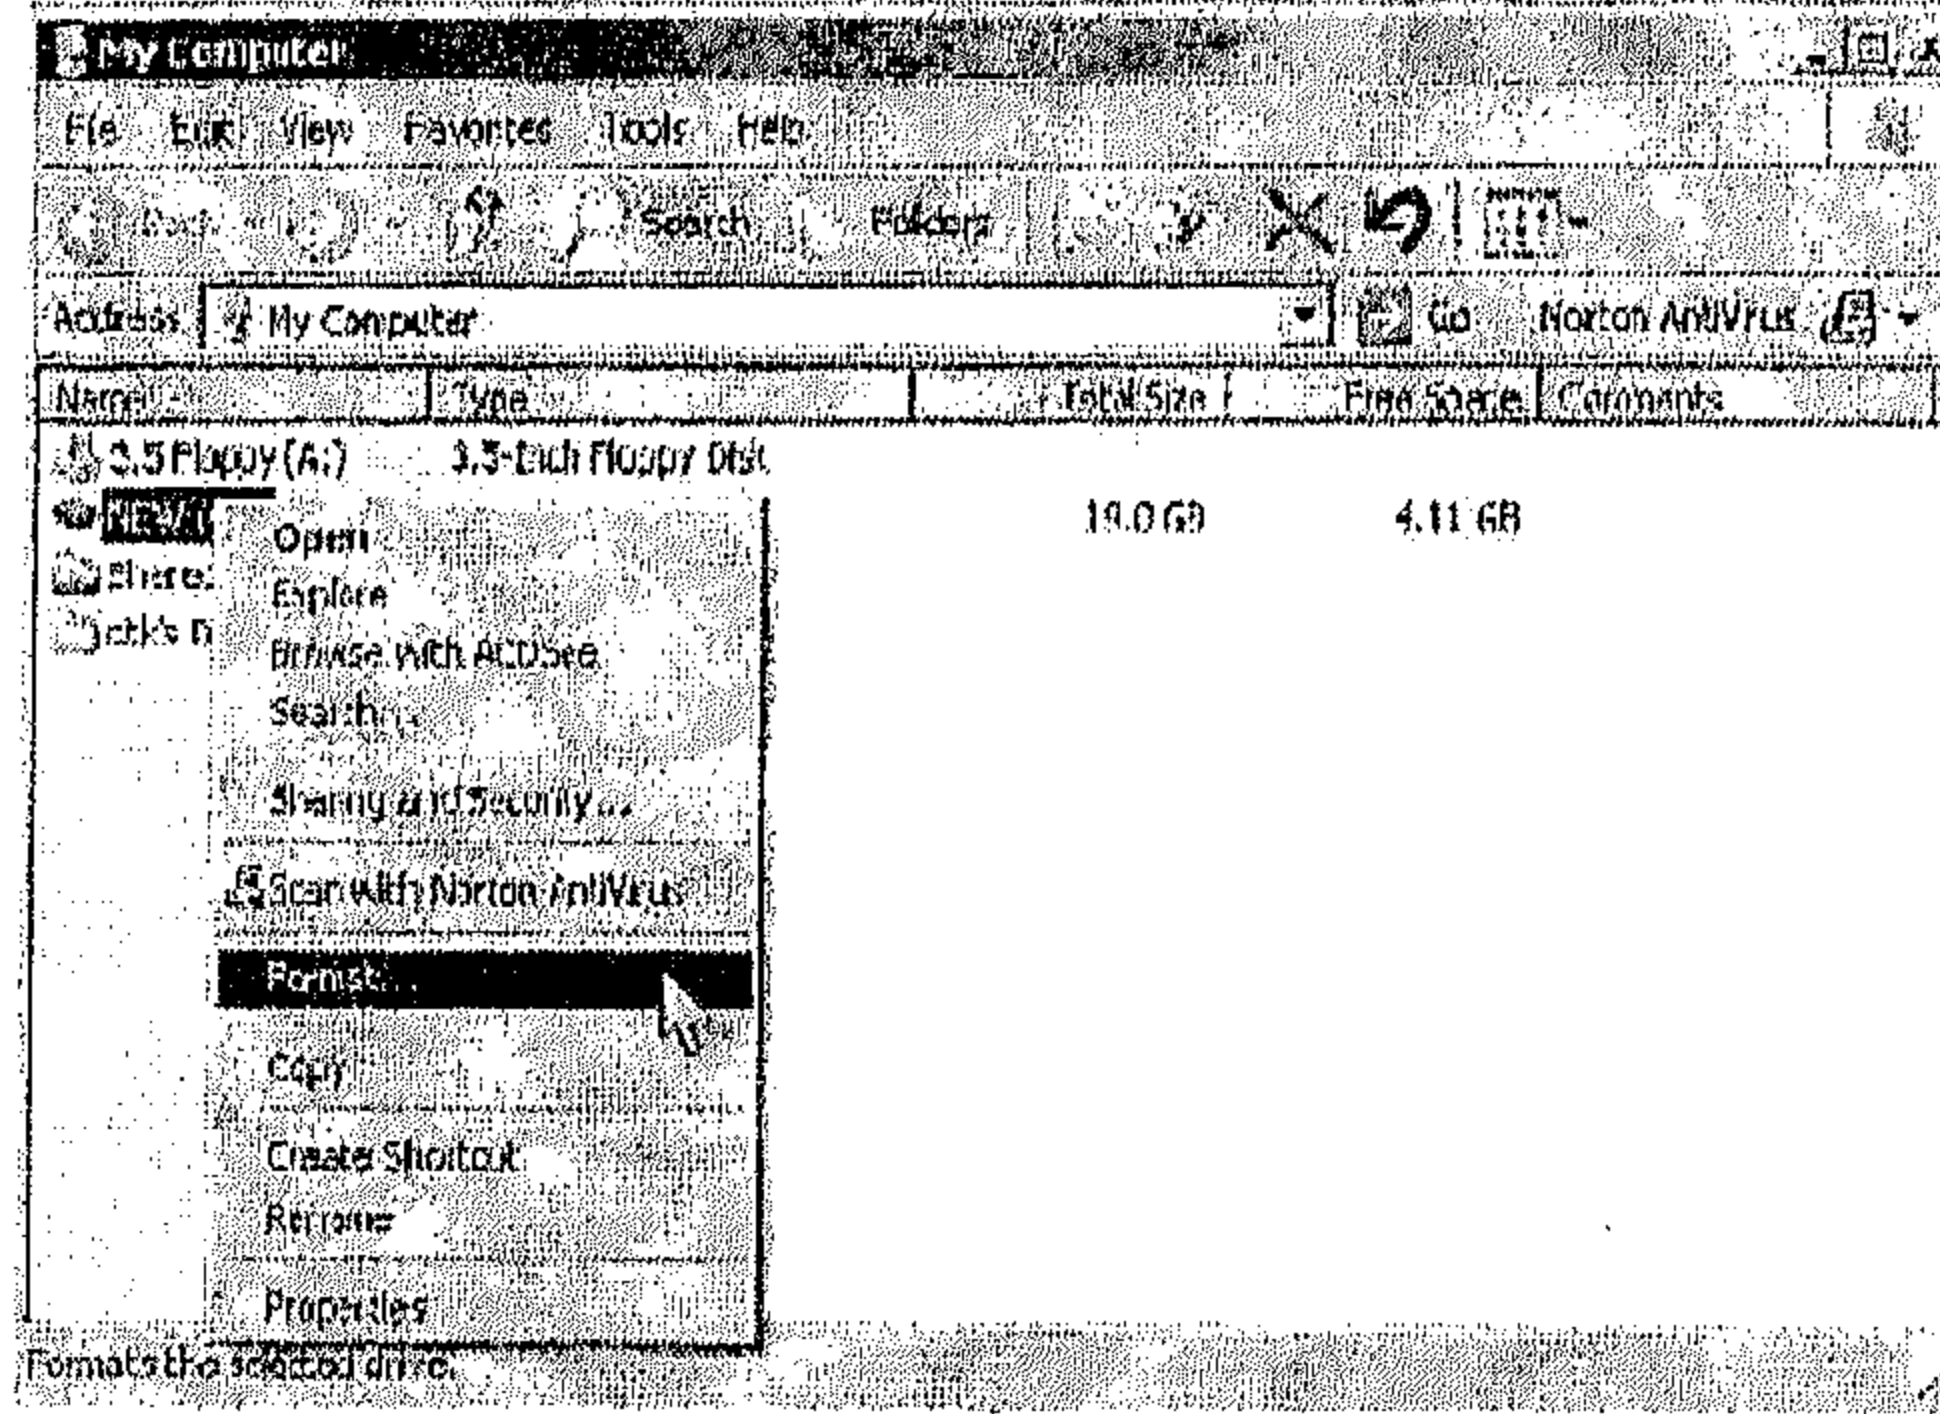 My Computer
File Edit View Favorites Tools Help
Back Search Folders
Address My Computer Go Norton AntiVirus
Name Type Total Size Free Space Comments
3.5 Floppy (A:) 3.5-Inch Floppy Disk
19.0 GB 4.11 GB
Open
Share
Explore
Browse with ACDSee
Search...
Sharing and Security...
Scan with Norton AntiVirus
Format...
Copy
Create Shortcut
Rename
Properties
Formats the selected drive.